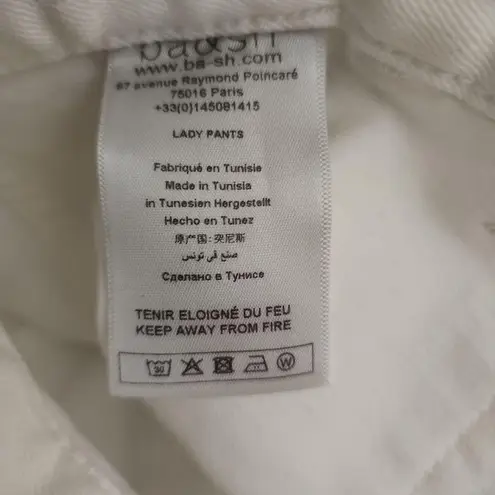 ba&sh
www.ba-sh.com
67 avenue Raymond Poincaré
75016 Paris
+33(0)145081415
LADY PANTS
Fabriqué en Tunisie
Made in Tunisia
in Tunesien Hergestellt
Hecho en Tunez
原产国: 突尼斯
صنع في تونس
Сделано в Тунисе
TENIR ELOIGNÉ DU FEU
KEEP AWAY FROM FIRE
30 W